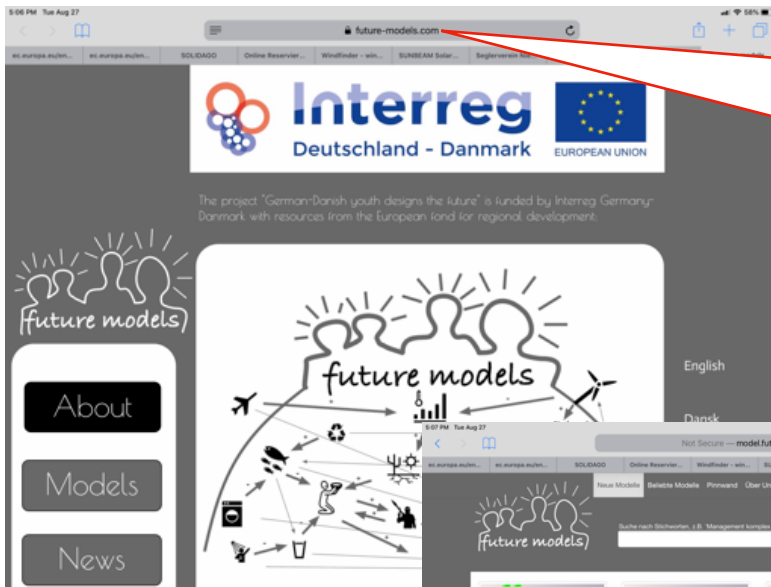 5:06 PM Tue Aug 27
58%
future-models.com
ec.europa.eu/en...
ec.europa.eu/en...
SOLIDAGO
Online Reservier...
Windfinder - win...
SUNBEAM Solar...
Interreg
Deutschland - Danmark
EUROPEAN UNION
The project "German-Danish youth designs the future" is funded by Interreg Germany-
Danmark with resources from the European fond for regional development:
future models
About
Models
News
future models
English
Dansk
5:07 PM Tue Aug 27
Not Secure — model.fut
ec.europa.eu/en...
ec.europa.eu/en...
SOLIDAGO
Online Reservier...
Windfinder - win...
future models
Neue Modelle Beliebte Modelle Pinnwand Über Un
Suche nach Stichworten, z.B. 'Management komplex